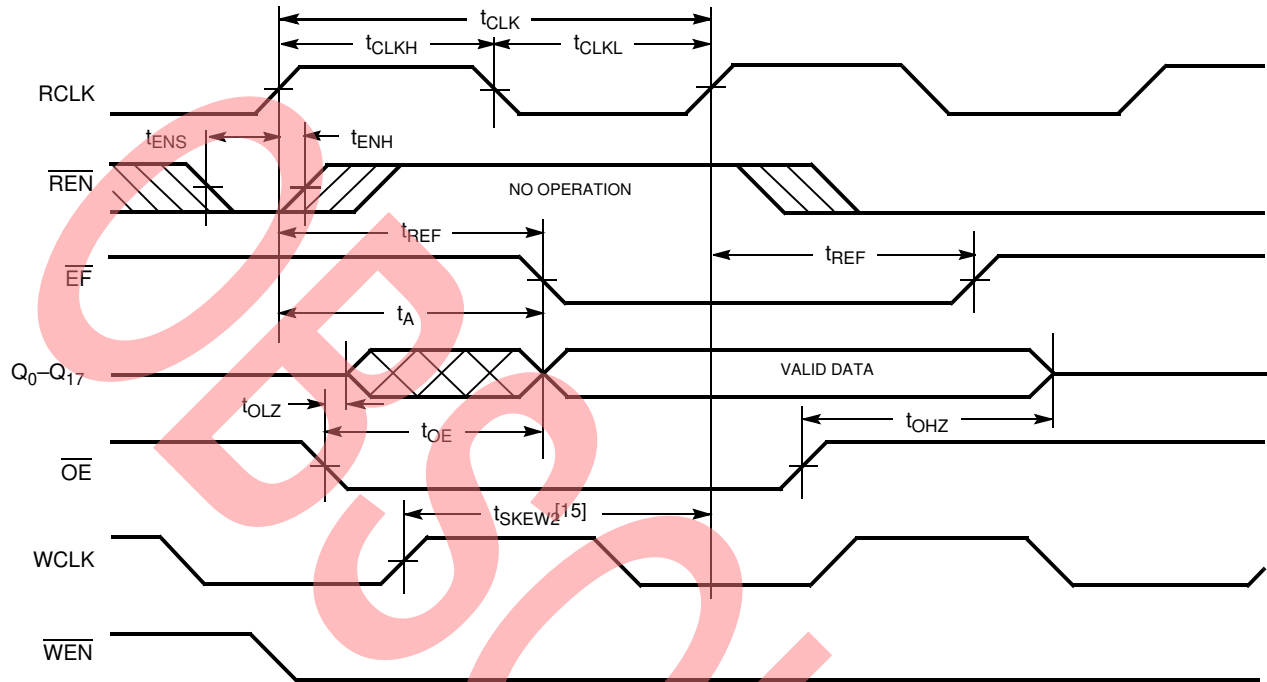 tCLK
tCLKH
tCLKL
RCLK
tENS
tENH
REN
NO OPERATION
tREF
tREF
EF
tA
Q0–Q17
VALID DATA
tOLZ
tOE
tOHZ
OE
tSKEW2[15]
WCLK
WEN
OBSO